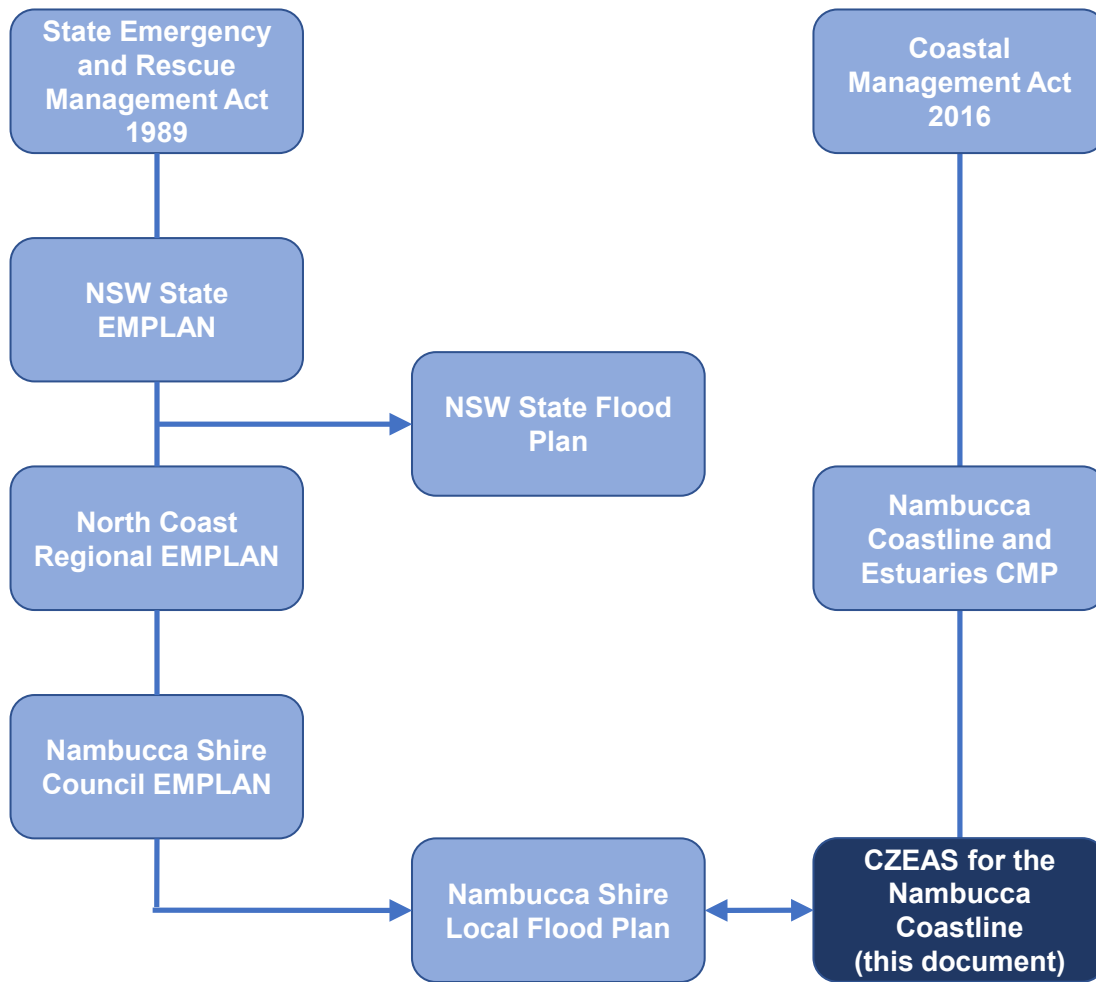 State Emergency
and Rescue
Management Act
1989
Coastal
Management Act
2016
NSW State
EMPLAN
NSW State Flood
Plan
North Coast
Regional EMPLAN
Nambucca
Coastline and
Estuaries CMP
Nambucca Shire
Council EMPLAN
Nambucca Shire
Local Flood Plan
CZEAS for the
Nambucca
Coastline
(this document)